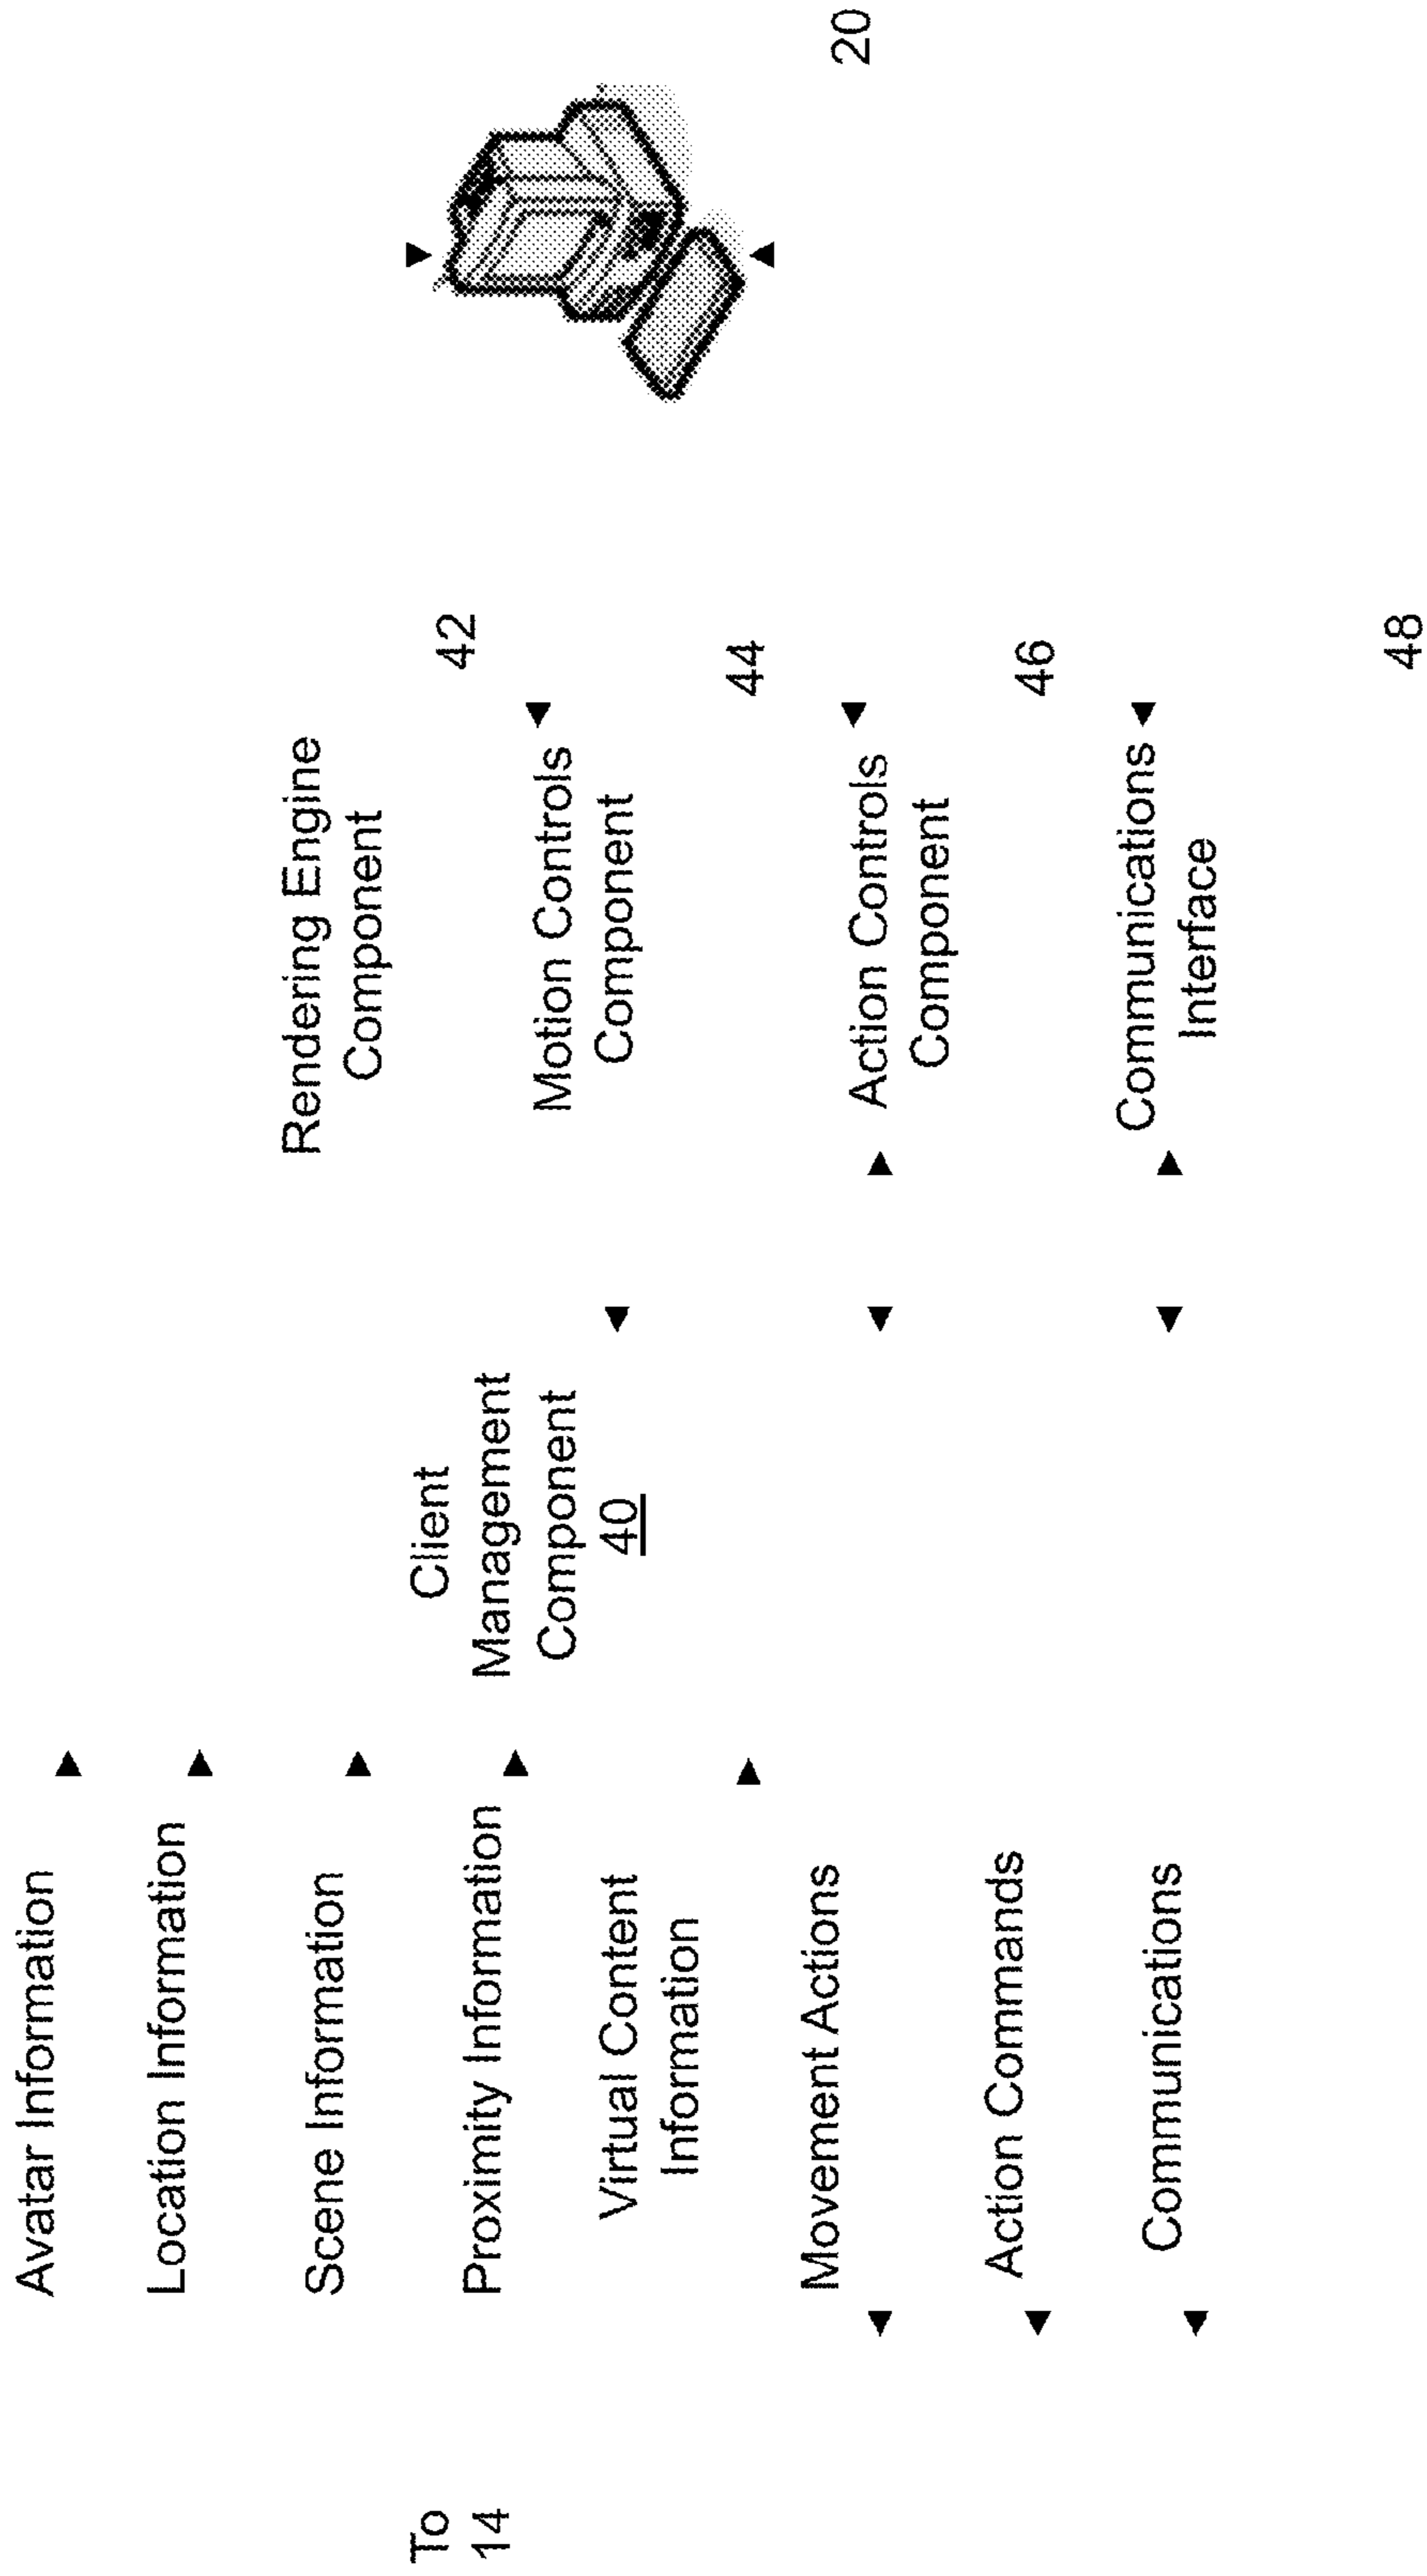 Avatar Information
Location Information
Scene Information
Proximity Information
Virtual Content
Information
Movement Actions
Action Commands
Communications
To
14
Client
Management
Component
40
Rendering Engine
Component
42
Motion Controls
Component
44
Action Controls
Component
46
Communications
Interface
48
20